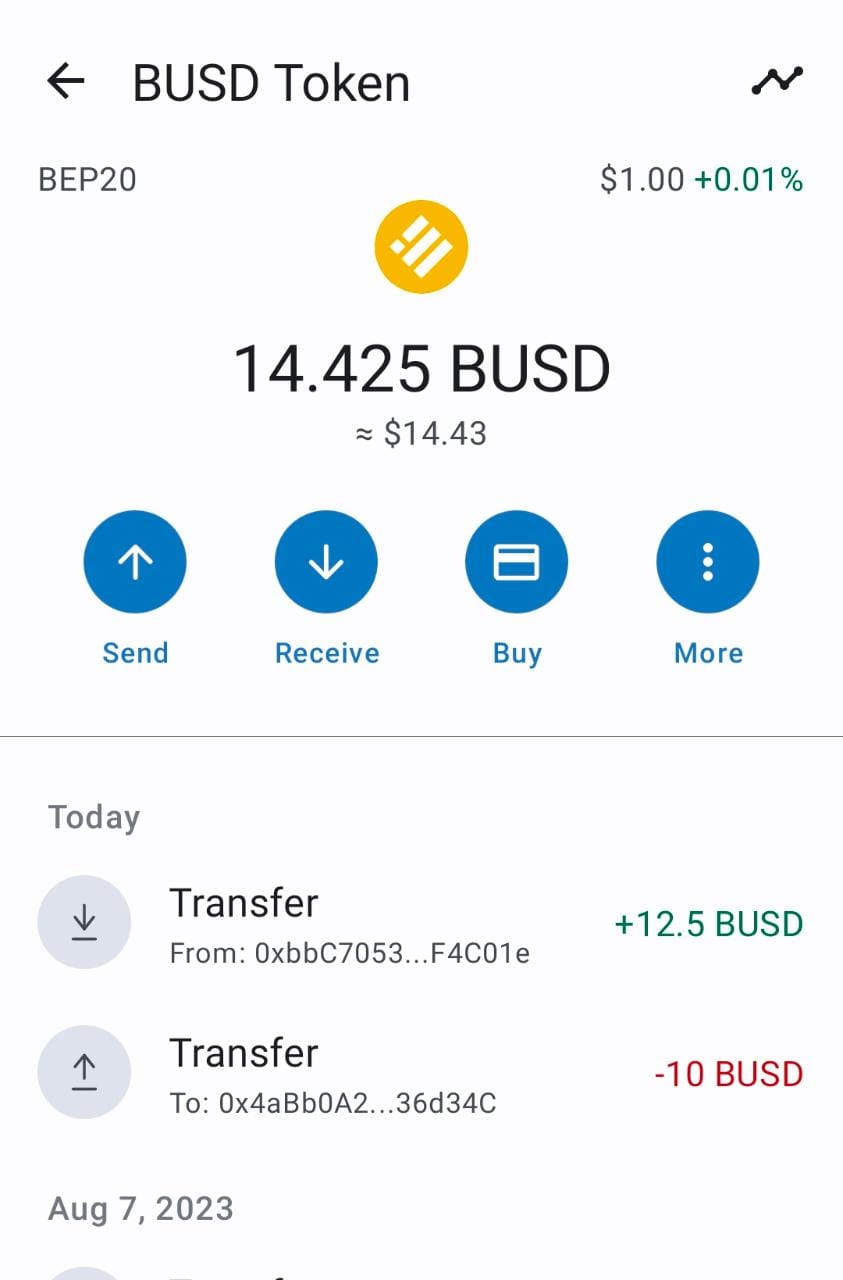 BUSD Token
BEP20 $1.00 +0.01%
14.425 BUSD
≈ $14.43
Send Receive Buy More
Today
Transfer
+12.5 BUSD
From: 0xbbC7053...F4C01e
Transfer
-10 BUSD
To: 0x4aBb0A2...36d34C
Aug 7, 2023